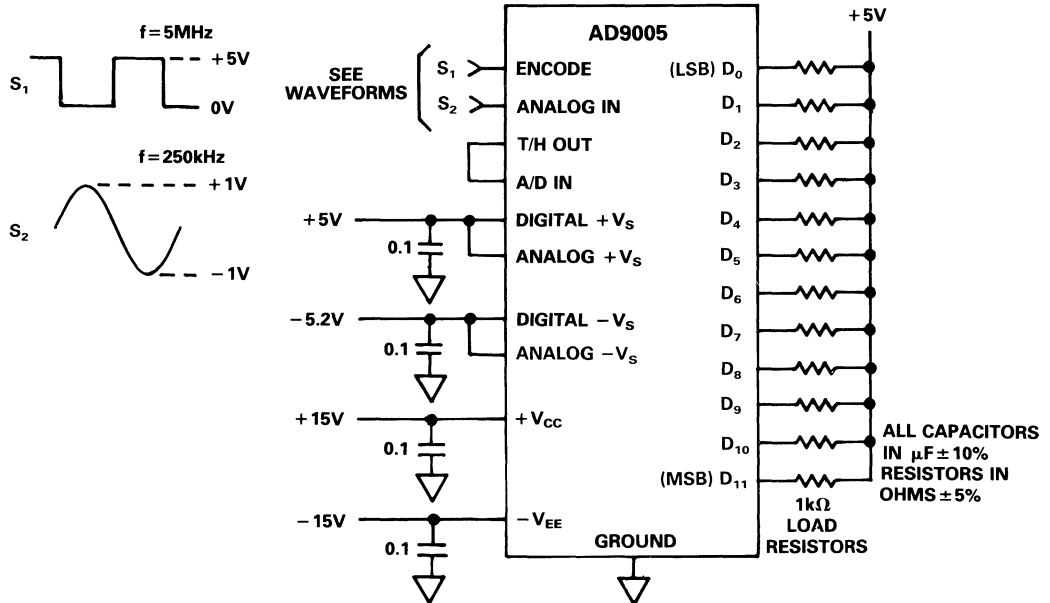 f=5MHz
S1
+5V
0V
f=250kHz
S2
+1V
−1V
SEE
WAVEFORMS
S1
S2
AD9005
ENCODE
ANALOG IN
T/H OUT
A/D IN
DIGITAL +VS
ANALOG +VS
DIGITAL −VS
ANALOG −VS
+VCC
−VEE
GROUND
+5V
0.1
−5.2V
0.1
+15V
0.1
−15V
0.1
(LSB) D0
D1
D2
D3
D4
D5
D6
D7
D8
D9
D10
(MSB) D11
+5V
1kΩ
LOAD
RESISTORS
ALL CAPACITORS
IN μF ±10%
RESISTORS IN
OHMS ±5%